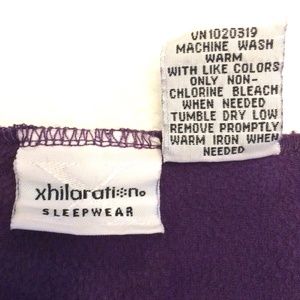 VN1020319
MACHINE WASH
WARM
WITH LIKE COLORS
ONLY NON-
CHLORINE BLEACH
WHEN NEEDED
TUMBLE DRY LOW
REMOVE PROMPTLY
WARM IRON WHEN
NEEDED
xhilaration
SLEEPWEAR